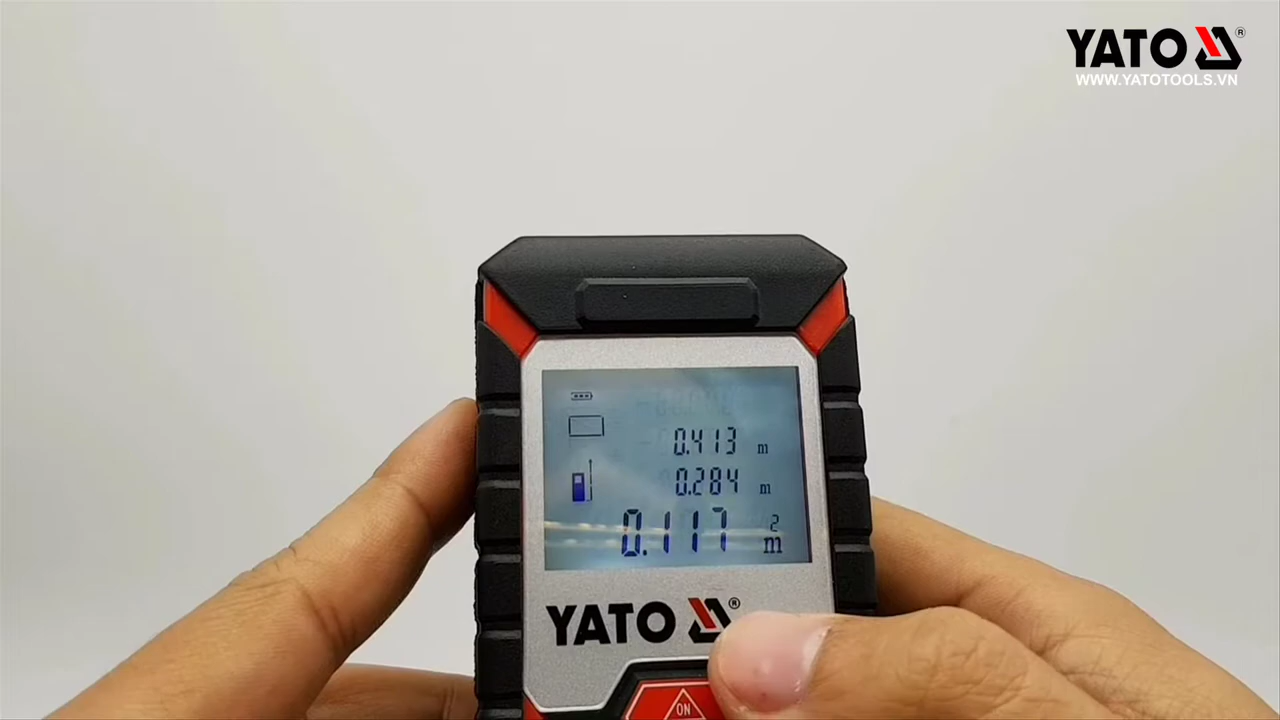 YATO ®
WWW.YATOTOOLS.VN
0.413 m
0.284 m
0.117 m²
YATO ®
ON